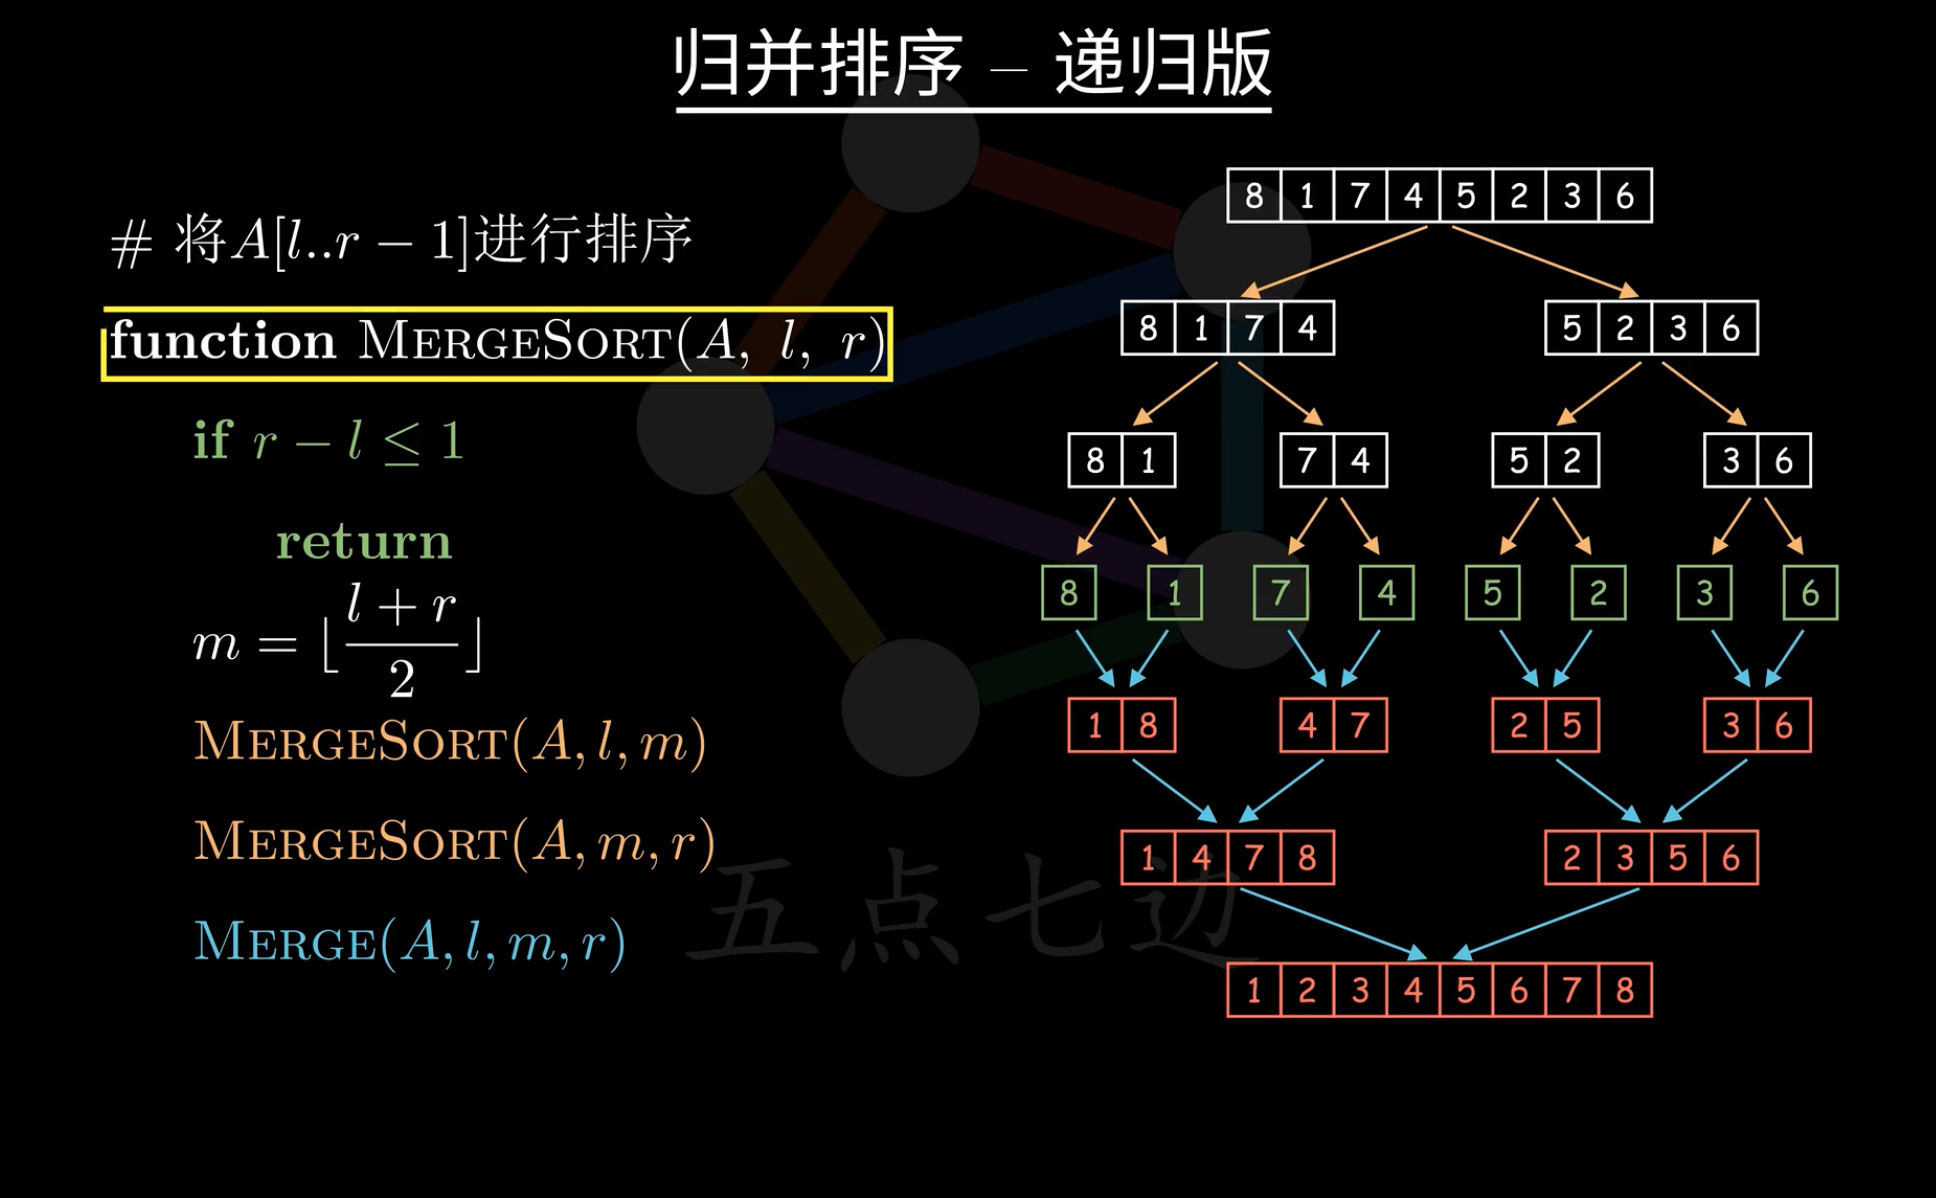 归并排序 – 递归版
# 将A[l..r − 1]进行排序
function MERGESORT(A, l, r)
if r − l ≤ 1
return
m = ⌊(l + r)/2⌋
MERGESORT(A, l, m)
MERGESORT(A, m, r)
MERGE(A, l, m, r)
8 1 7 4 5 2 3 6
8 1 7 4 5 2 3 6
8 1 7 4 5 2 3 6
8 1 7 4 5 2 3 6
1 8 4 7 2 5 3 6
1 4 7 8 2 3 5 6
1 2 3 4 5 6 7 8
五点七边